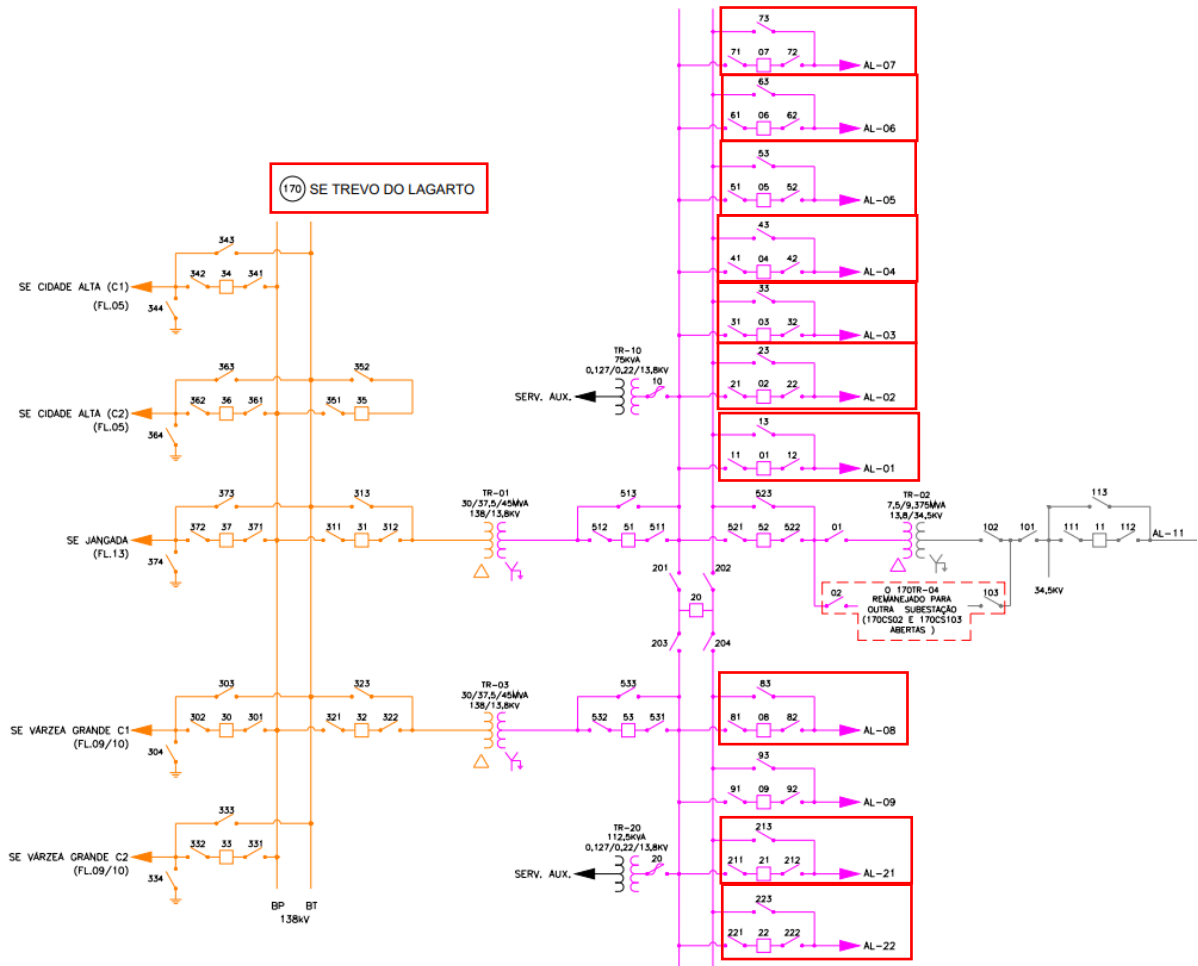 170 SE TREVO DO LAGARTO
343
342 34 341
SE CIDADE ALTA (C1)
(FL.05)
344
363 352
362 36 361 351 35
SE CIDADE ALTA (C2)
(FL.05)
364
373 313
372 37 371 311 31 312
SE JANGADA
(FL.13)
374
303 323
302 30 301 321 32 322
SE VÁRZEA GRANDE C1
(FL.09/10)
304
333
332 33 331
SE VÁRZEA GRANDE C2
(FL.09/10)
334
BP BT
138kV
TR-01
30/37,5/45MVA
138/13,8KV
TR-03
30/37,5/45MVA
138/13,8KV
TR-10
75KVA
0,127/0,22/13,8KV
10
SERV. AUX.
513
512 51 511
533
532 53 531
TR-20
112,5KVA
0,127/0,22/13,8KV
20
SERV. AUX.
73
71 07 72
AL-07
63
61 06 62
AL-06
53
51 05 52
AL-05
43
41 04 42
AL-04
33
31 03 32
AL-03
23
21 02 22
AL-02
13
11 01 12
AL-01
523
521 52 522 01
TR-02
7,5/9,375MVA
13,8/34,5KV
102 101
113
111 11 112
AL-11
34,5KV
201 202
20
203 204
02
O 170TR-04
REMANEJADO PARA
OUTRA SUBESTAÇÃO
(170CS02 E 170CS103
ABERTAS )
103
83
81 08 82
AL-08
93
91 09 92
AL-09
213
211 21 212
AL-21
223
221 22 222
AL-22